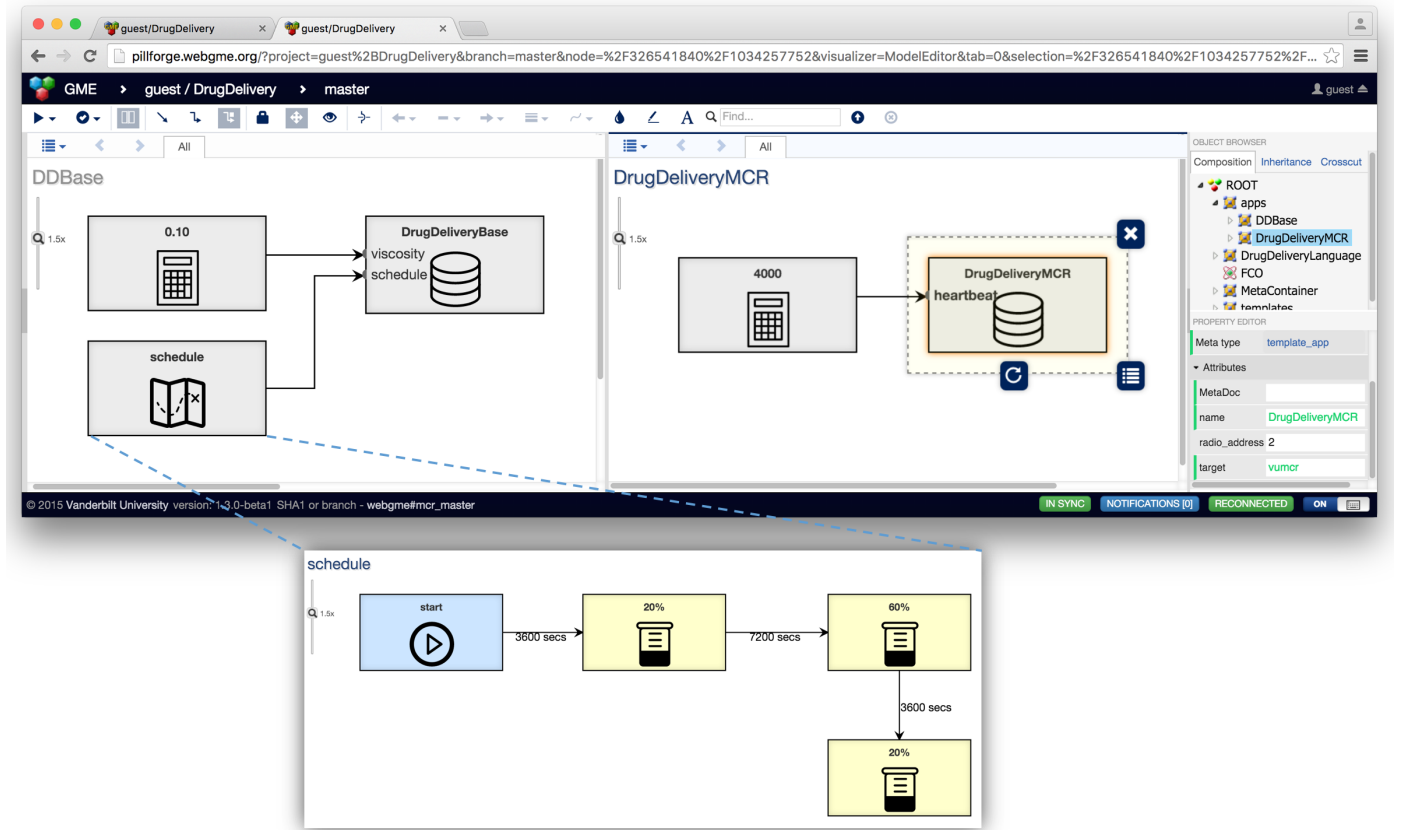 guest/DrugDelivery × guest/DrugDelivery ×
pillforge.webgme.org/?project=guest%2BDrugDelivery&branch=master&node=%2F326541840%2F1034257752&visualizer=ModelEditor&tab=0&selection=%2F326541840%2F1034257752%2F...
GME › guest / DrugDelivery › master guest
A Find...
All
DDBase
1.5x
0.10
DrugDeliveryBase
viscosity
schedule
schedule
All
DrugDeliveryMCR
1.5x
4000
DrugDeliveryMCR
heartbeat
OBJECT BROWSER
Composition Inheritance Crosscut
ROOT
apps
DDBase
DrugDeliveryMCR
DrugDeliveryLanguage
FCO
MetaContainer
templates
PROPERTY EDITOR
Meta type template_app
Attributes
MetaDoc
name DrugDeliveryMCR
radio_address 2
target vumcr
© 2015 Vanderbilt University version: 1.3.0-beta1 SHA1 or branch - webgme#mcr_master IN SYNC NOTIFICATIONS [0] RECONNECTED ON
schedule
1.5x
start
3600 secs
20%
7200 secs
60%
3600 secs
20%